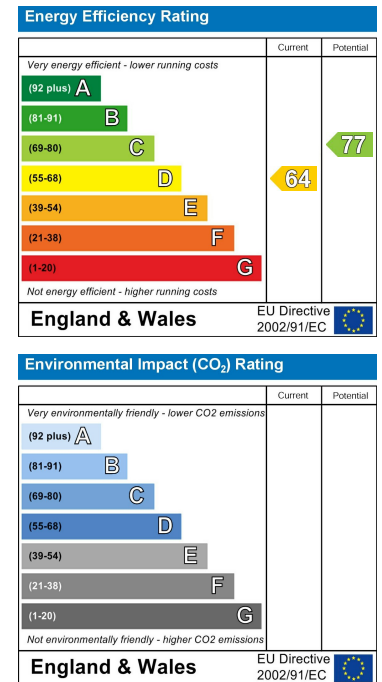 Energy Efficiency Rating
Current Potential
Very energy efficient - lower running costs
(92 plus) A
(81-91) B
(69-80) C
77
(55-68) D
64
(39-54) E
(21-38) F
(1-20) G
Not energy efficient - higher running costs
England & Wales
EU Directive
2002/91/EC
Environmental Impact (CO₂) Rating
Current Potential
Very environmentally friendly - lower CO2 emissions
(92 plus) A
(81-91) B
(69-80) C
(55-68) D
(39-54) E
(21-38) F
(1-20) G
Not environmentally friendly - higher CO2 emissions
England & Wales
EU Directive
2002/91/EC